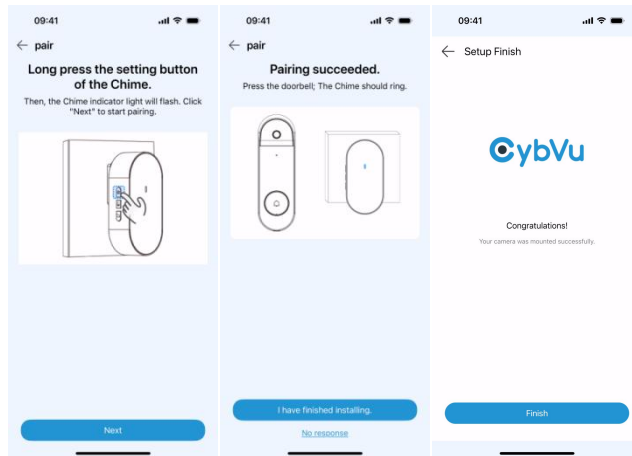 09:41
pair
Long press the setting button
of the Chime.
Then, the Chime indicator light will flash. Click
"Next" to start pairing.
Next
09:41
pair
Pairing succeeded.
Press the doorbell; The Chime should ring.
I have finished installing.
No response
09:41
Setup Finish
CybVu
Congratulations!
Your camera was mounted successfully.
Finish